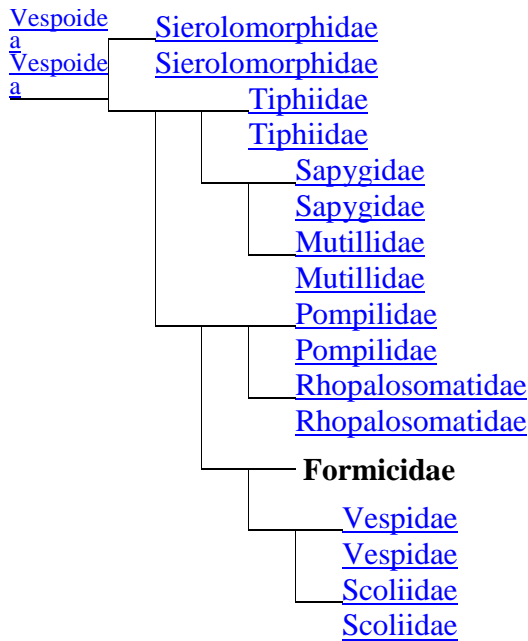 Vespoide
a
Vespoide
a
Sierolomorphidae
Sierolomorphidae
Tiphiidae
Tiphiidae
Sapygidae
Sapygidae
Mutillidae
Mutillidae
Pompilidae
Pompilidae
Rhopalosomatidae
Rhopalosomatidae
Formicidae
Vespidae
Vespidae
Scoliidae
Scoliidae